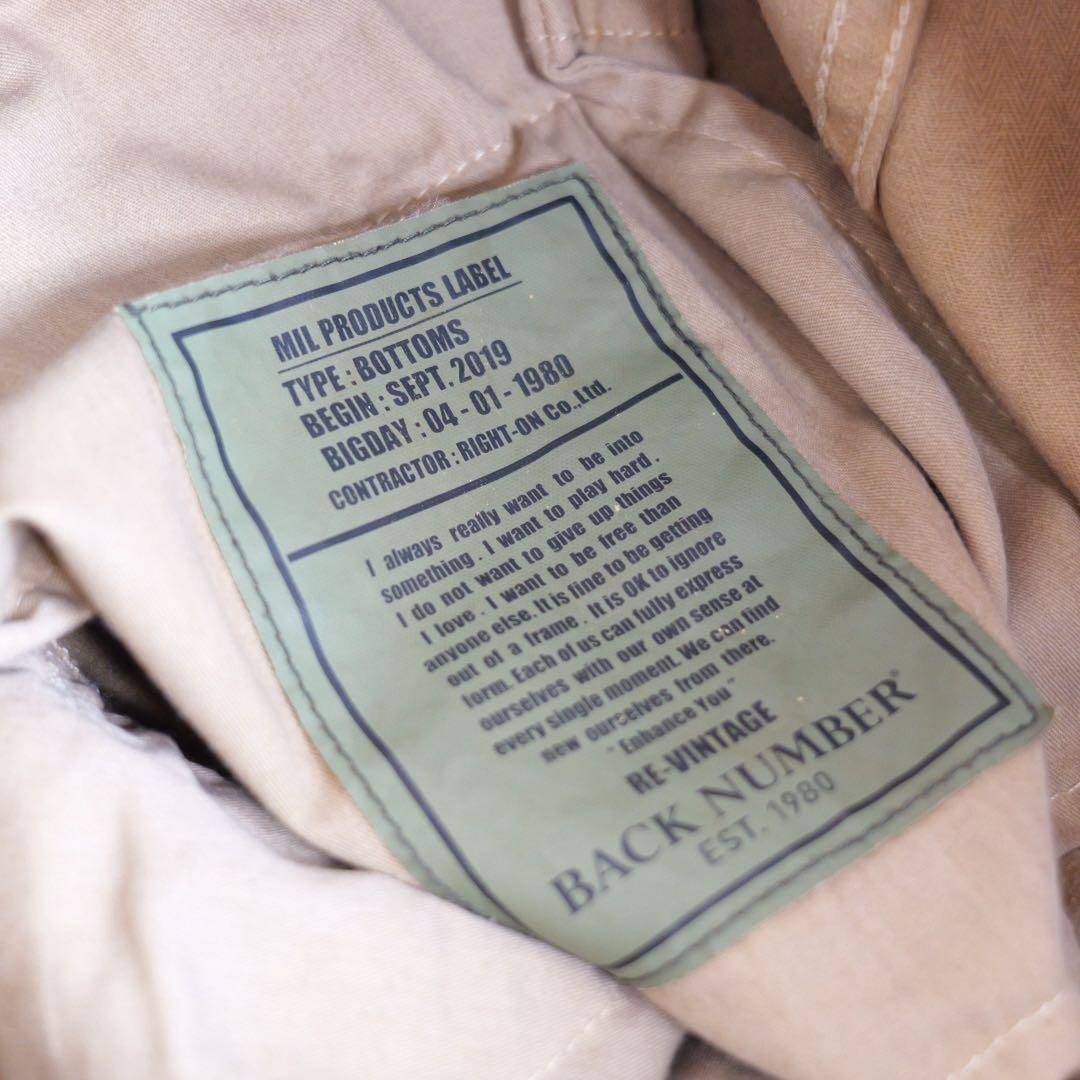 MIL PRODUCTS LABEL
TYPE : BOTTOMS
BEGIN : SEPT. 2019
BIGDAY : 04 - 01 - 1980
CONTRACTOR : RIGHT-ON Co.,Ltd.
I always really want to be into
something . I want to play hard .
I do not want to give up things
I love . I want to be free than
anyone else. It is fine to be getting
out of a frame . It is OK to ignore
form. Each of us can fully express
ourselves with our own sense at
every single moment. We can find
new ourselves from there.
"Enhance You"
RE-VINTAGE
BACK NUMBER®
EST. 1980